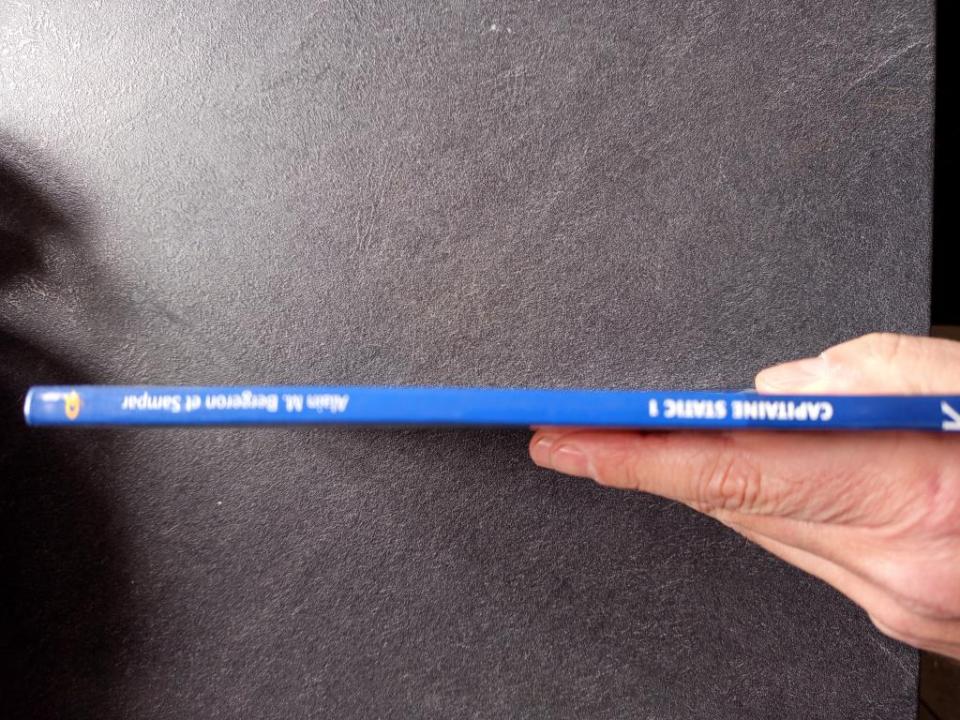 CAPITAINE STATIC 1
Alain M. Bergeron et Sampar